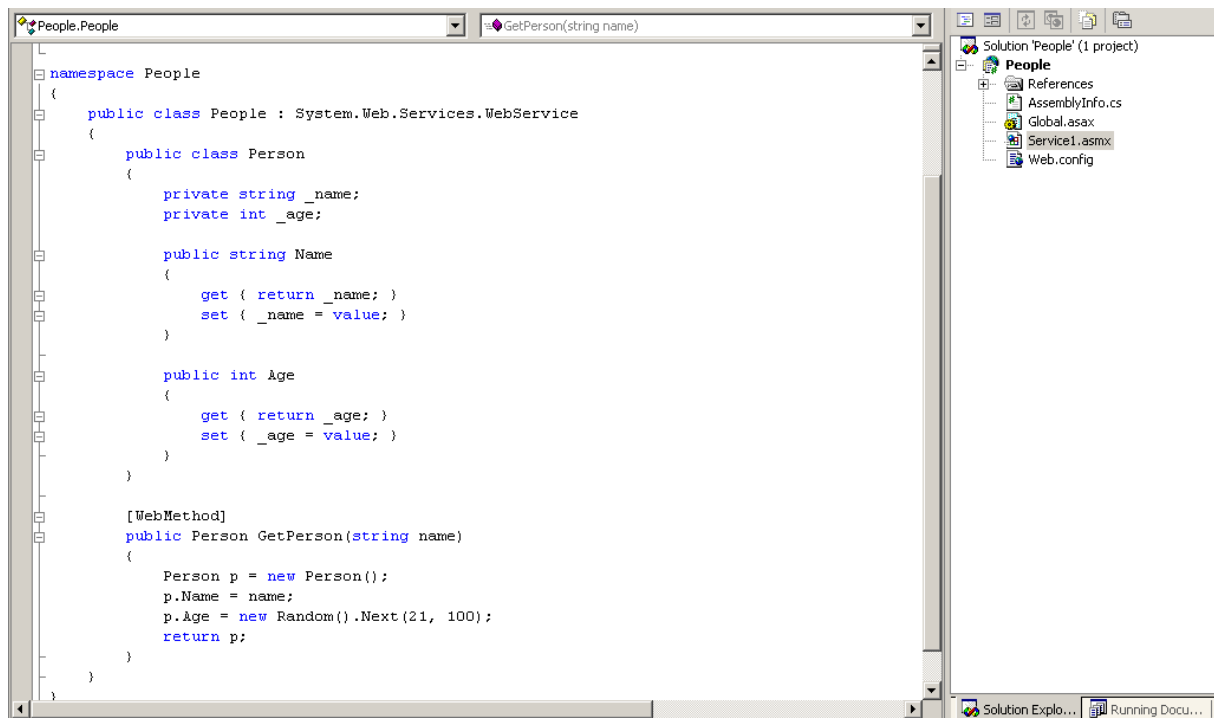 People.People
GetPerson(string name)
namespace People
{
public class People : System.Web.Services.WebService
{
public class Person
{
private string _name;
private int _age;
public string Name
{
get { return _name; }
set { _name = value; }
}
public int Age
{
get { return _age; }
set { _age = value; }
}
}
[WebMethod]
public Person GetPerson(string name)
{
Person p = new Person();
p.Name = name;
p.Age = new Random().Next(21, 100);
return p;
}
}
}
Solution 'People' (1 project)
People
References
AssemblyInfo.cs
Global.asax
Service1.asmx
Web.config
Solution Explo...
Running Docu...